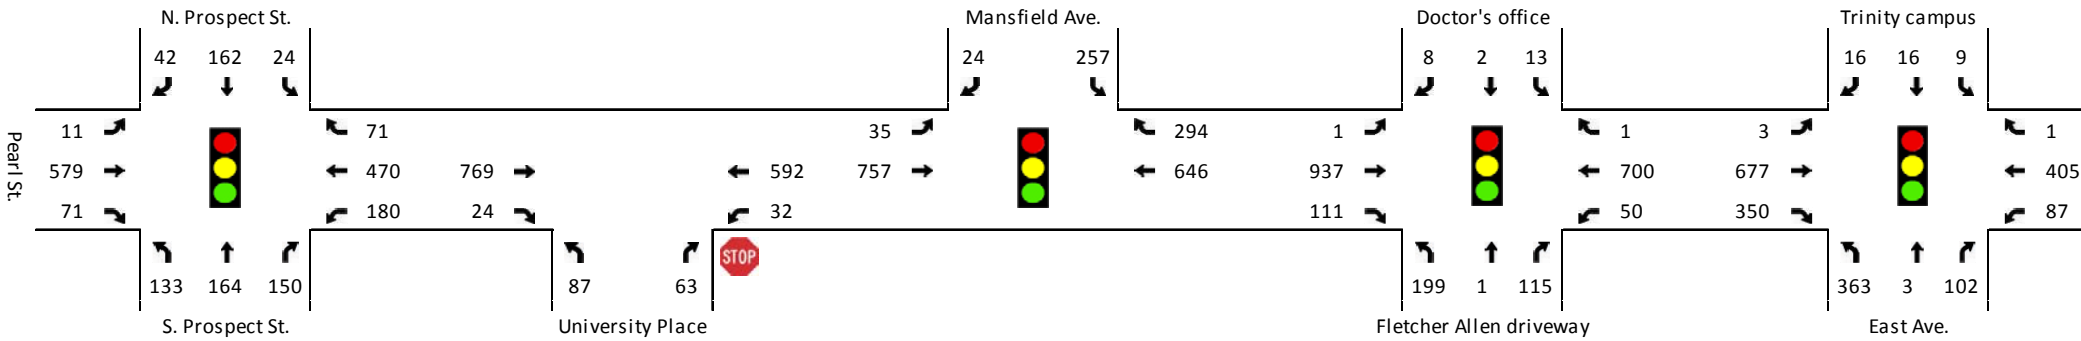 N. Prospect St. Mansfield Ave. Doctor's office Trinity campus
42 162 24 24 257 8 2 13 16 16 9
11 71 35 294 1 1 3 1
Pearl St.
579 470 769 592 757 646 937 700 677 405
71 180 24 32 111 50 350 87
STOP
133 164 150 87 63 199 1 115 363 3 102
S. Prospect St. University Place Fletcher Allen driveway East Ave.